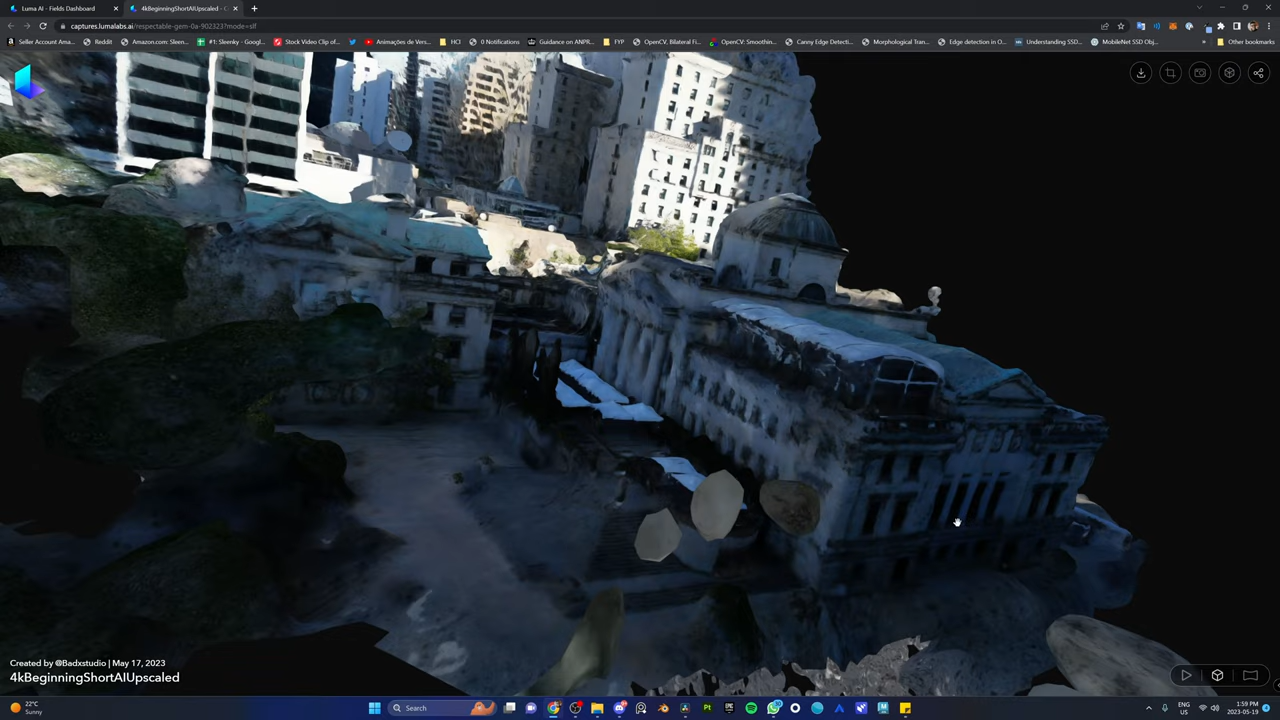 Luma AI - Fields Dashboard
4kBeginningShortAIUpscaled - C
captures.lumalabs.ai/respectable-gem-0a-902323?mode=slf
Seller Account Ama...
Reddit
Amazon.com: Sleen...
#1: Sleenky - Googl...
Stock Video Clip of...
Animações de Vers...
HCI
0 Notifications
Guidance on ANPR...
FYP
OpenCV, Bilateral Fi...
OpenCV: Smoothin...
Canny Edge Detecti...
Morphological Tran...
Edge detection in O...
Understanding SSD...
MobileNet SSD Obj...
Other bookmarks
Created by @Badxstudio | May 17, 2023
4kBeginningShortAIUpscaled
22°C
Sunny
Search
ENG
US
1:59 PM
2023-05-19